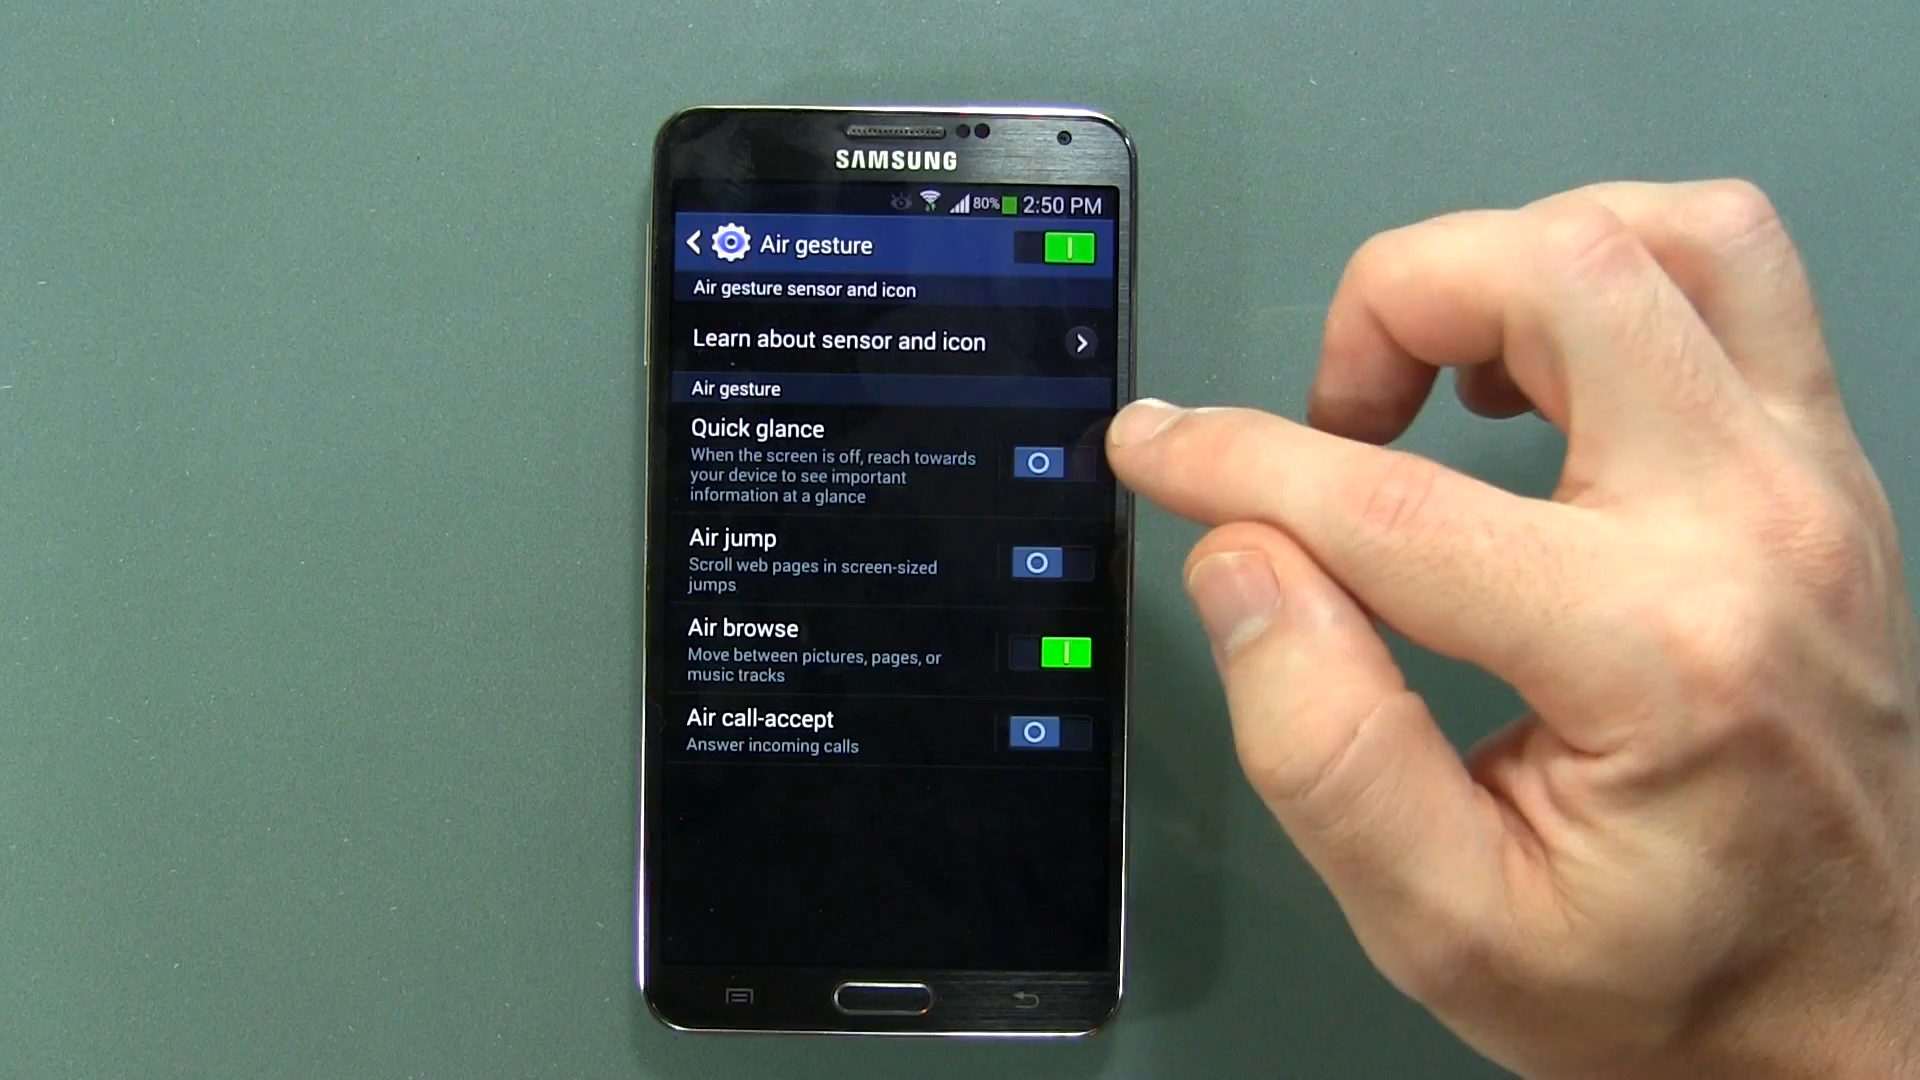 SAMSUNG
80% 2:50 PM
Air gesture
Air gesture sensor and icon
Learn about sensor and icon
Air gesture
Quick glance
When the screen is off, reach towards
your device to see important
information at a glance
Air jump
Scroll web pages in screen-sized
jumps
Air browse
Move between pictures, pages, or
music tracks
Air call-accept
Answer incoming calls